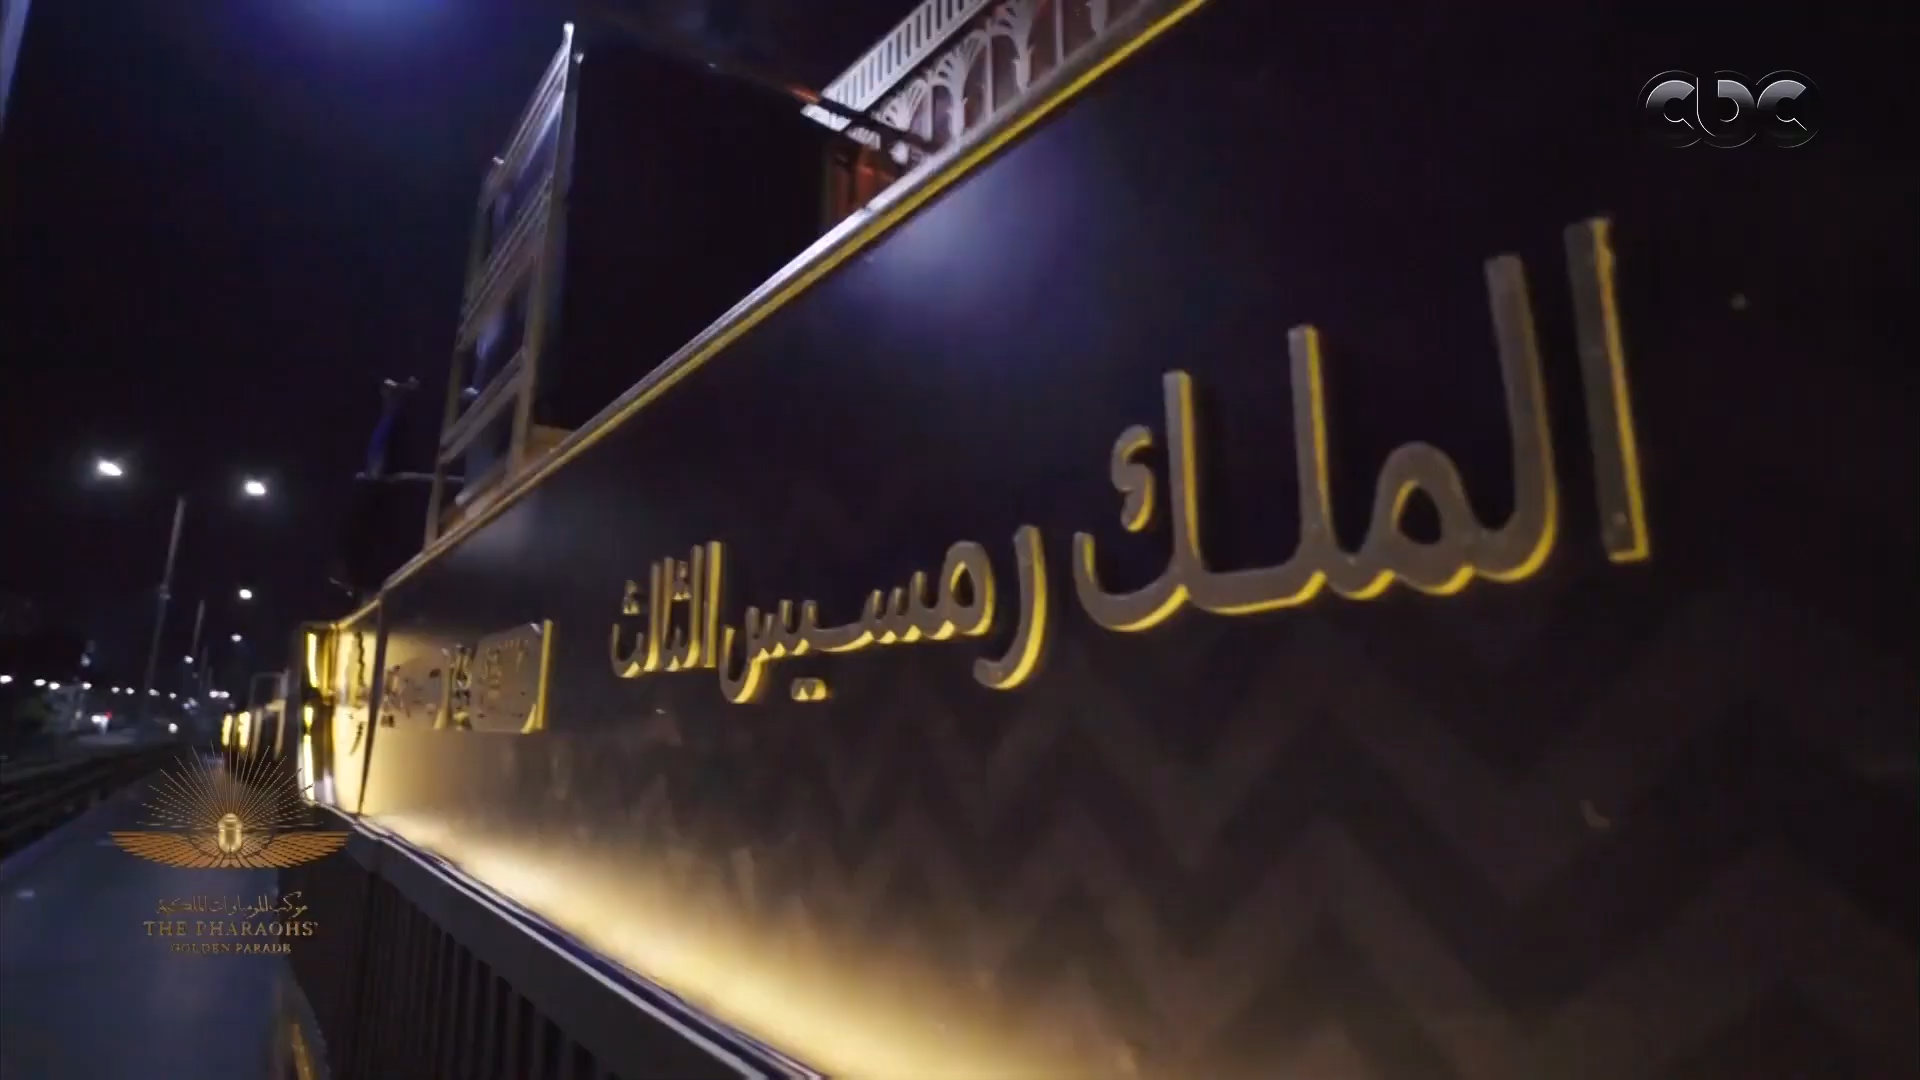 cbc
الملك رمسيس الثالث
موكب المومياوات الملكية
THE PHARAOHS'
GOLDEN PARADE